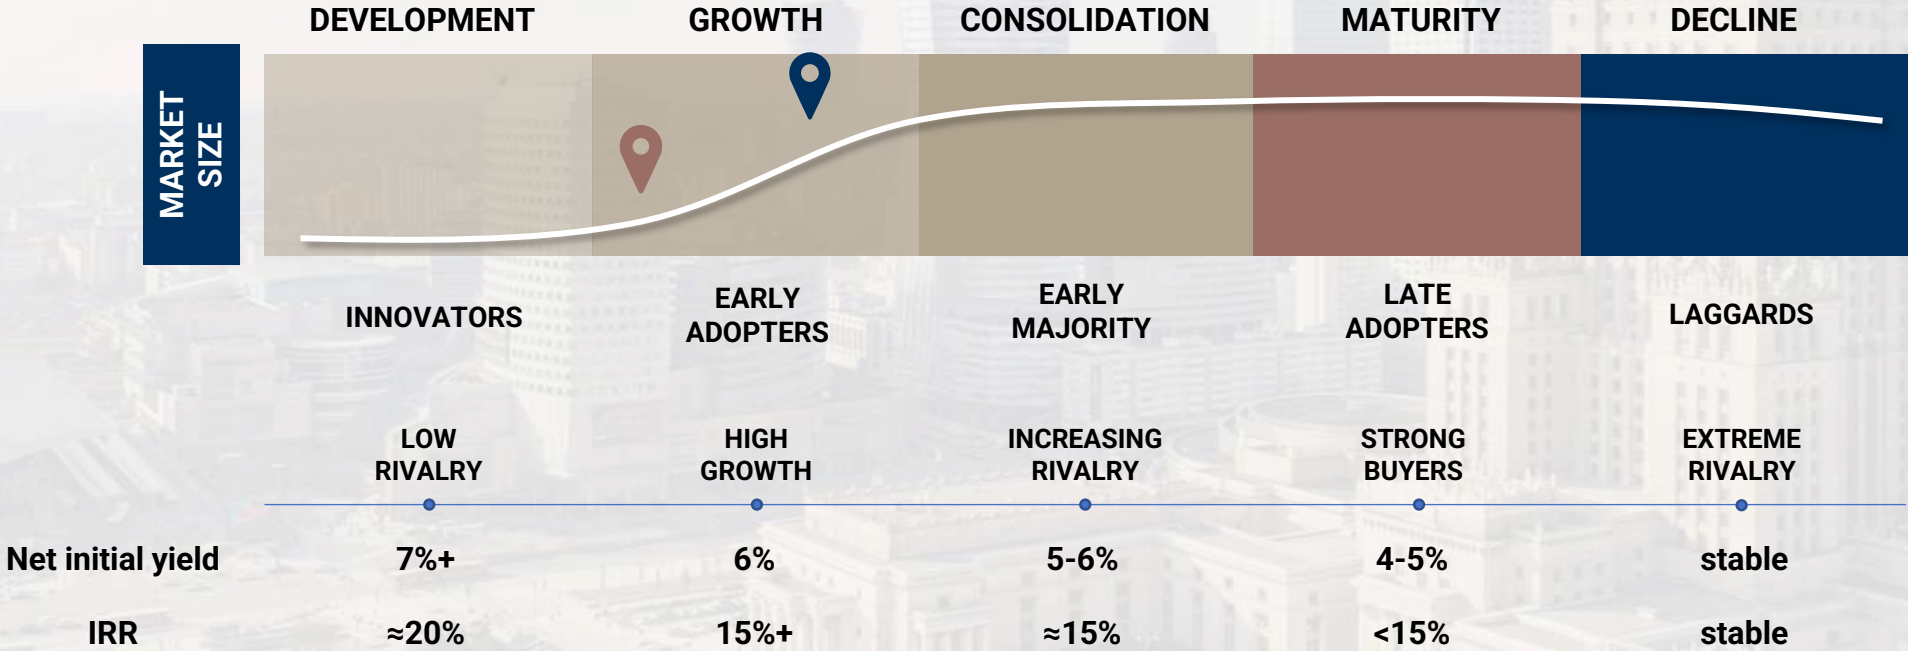 DEVELOPMENT GROWTH CONSOLIDATION MATURITY DECLINE
MARKET
SIZE
INNOVATORS
EARLY
ADOPTERS
EARLY
MAJORITY
LATE
ADOPTERS
LAGGARDS
LOW
RIVALRY
HIGH
GROWTH
INCREASING
RIVALRY
STRONG
BUYERS
EXTREME
RIVALRY
Net initial yield 7%+ 6% 5-6% 4-5% stable
IRR ≈20% 15%+ ≈15% <15% stable